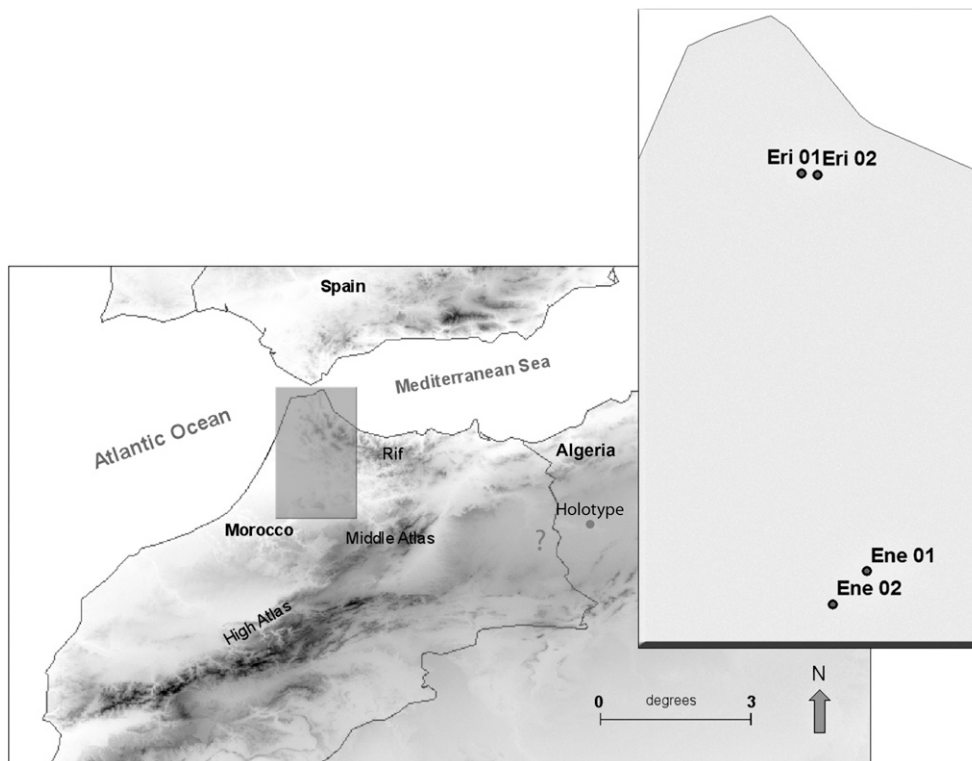 Eri 01 Eri 02
Spain
Mediterranean Sea
Atlantic Ocean
Rif
Algeria
Holotype
Morocco
Middle Atlas
?
Ene 01
Ene 02
High Atlas
N
0 degrees 3